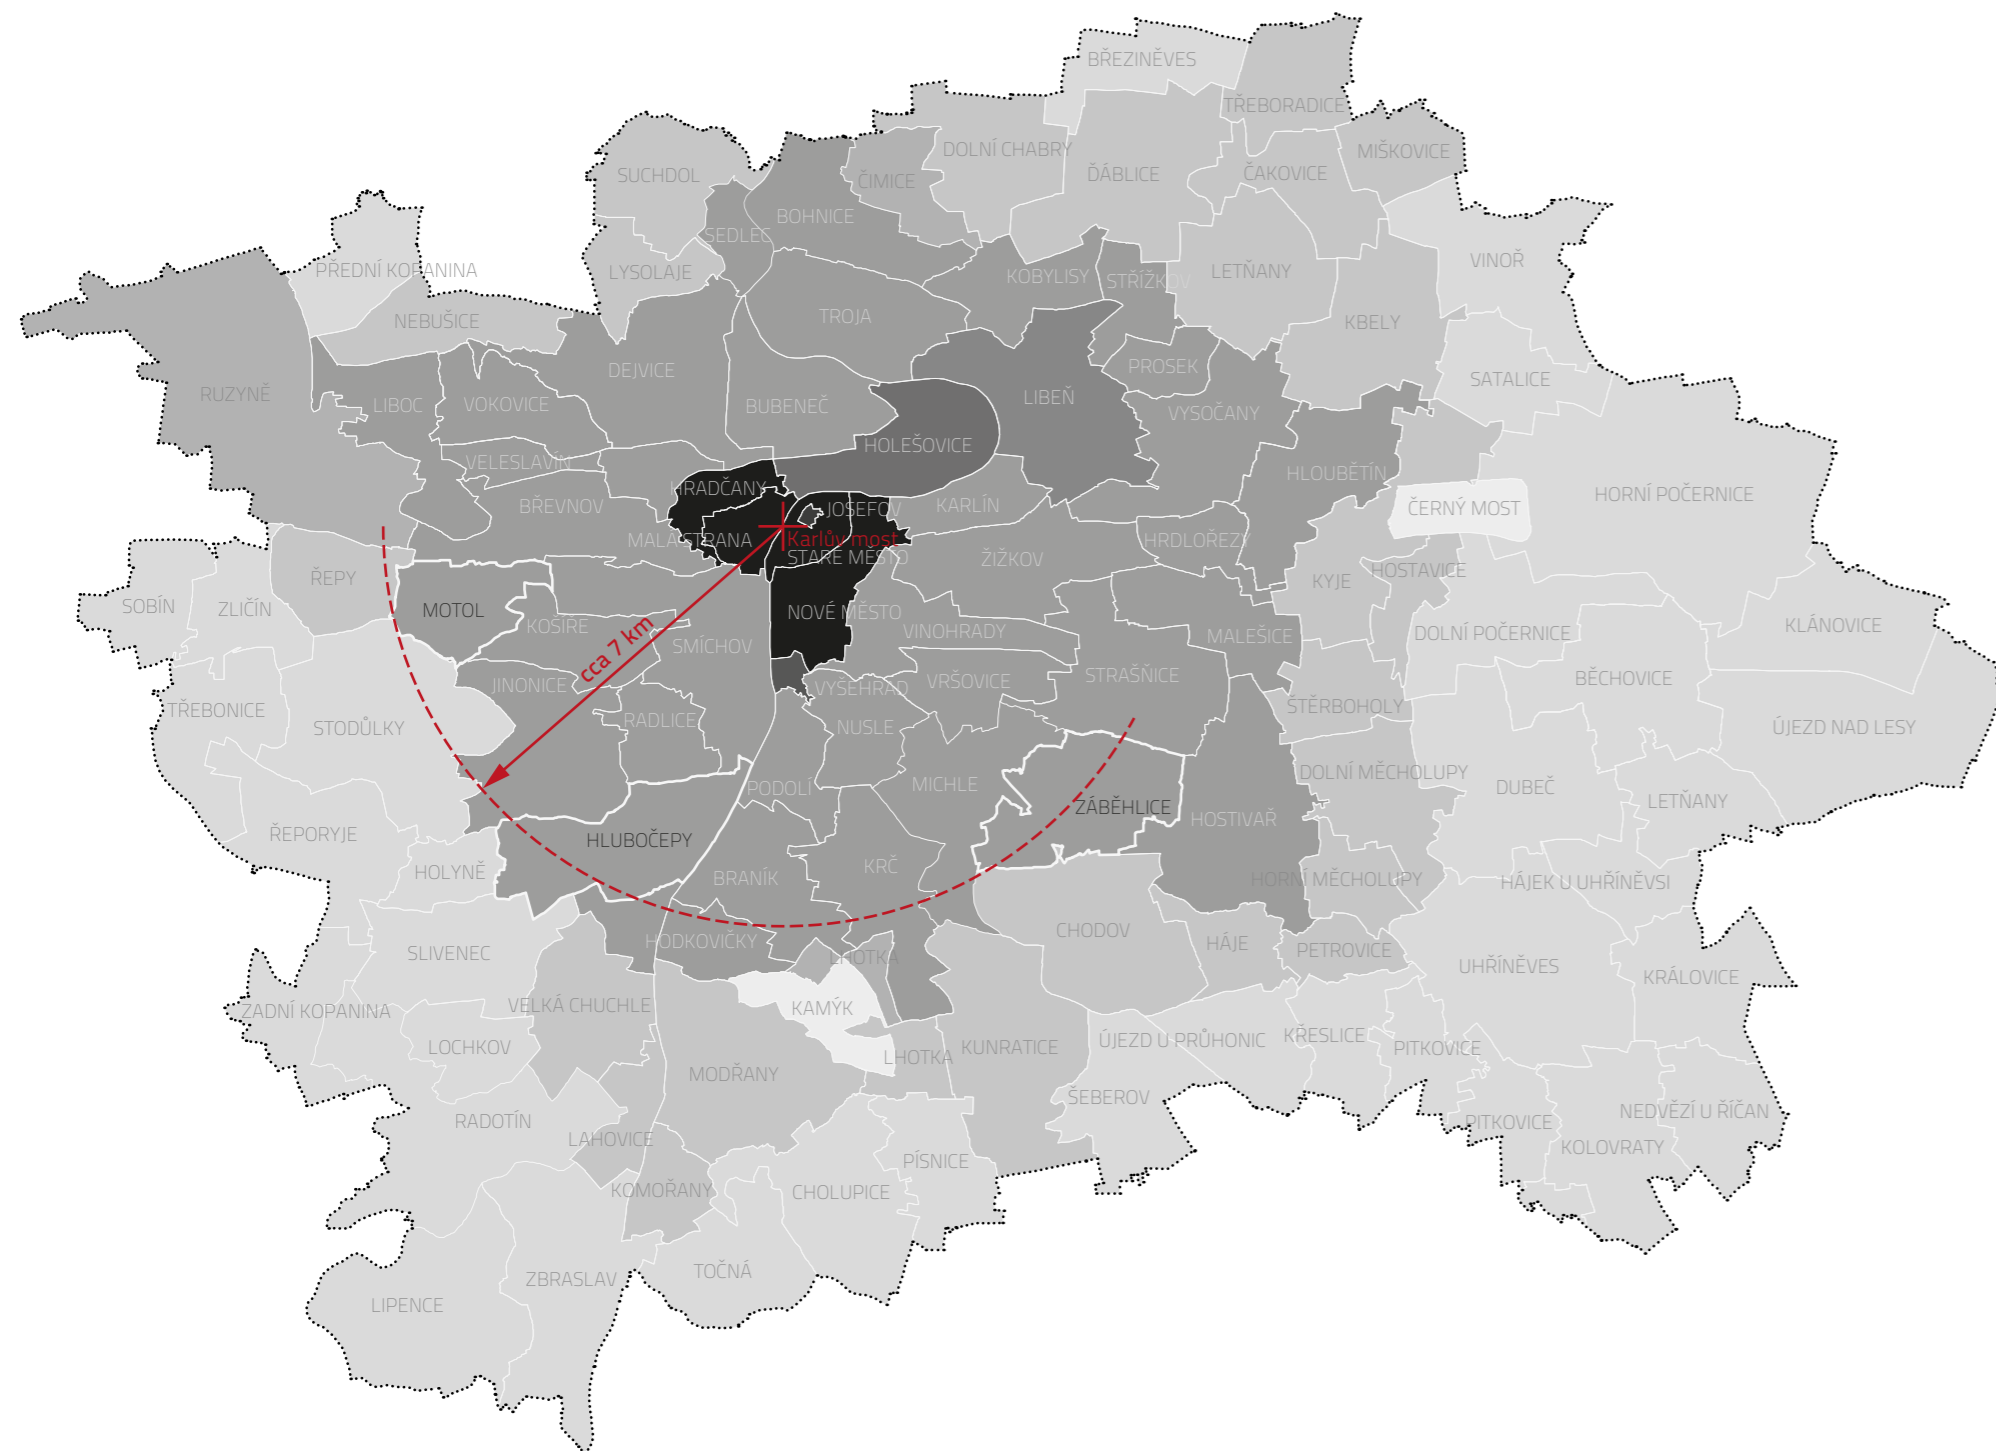 BŘEZINĚVES
TŘEBORADICE
DOLNÍ CHABRY
MIŠKOVICE
SUCHDOL
ČIMICE
ĎÁBLICE
ČAKOVICE
BOHNICE
SEDLEC
PŘEDNÍ KOPANINA
LYSOLAJE
KOBYLISY
STŘÍŽKOV
LETŇANY
VINOŘ
NEBUŠICE
TROJA
KBELY
DEJVICE
PROSEK
SATALICE
RUZYNĚ
LIBOC
VOKOVICE
BUBENEČ
LIBEŇ
VYSOČANY
HOLEŠOVICE
VELESLAVÍN
HLOUBĚTÍN
HRADČANY
HORNÍ POČERNICE
BŘEVNOV
JOSEFOV
KARLÍN
ČERNÝ MOST
MALÁ STRANA
Karlův most
HRDLOŘEZY
STARÉ MĚSTO
ŽIŽKOV
ŘEPY
KYJE
HOSTAVICE
SOBÍN
ZLIČÍN
MOTOL
NOVÉ MĚSTO
KOŠÍŘE
VINOHRADY
MALEŠICE
DOLNÍ POČERNICE
KLÁNOVICE
cca 7 km
SMÍCHOV
JINONICE
VYŠEHRAD
VRŠOVICE
STRAŠNICE
BĚCHOVICE
TŘEBONICE
STODŮLKY
RADLICE
NUSLE
ŠTĚRBOHOLY
ÚJEZD NAD LESY
PODOLÍ
MICHLE
DOLNÍ MĚCHOLUPY
DUBEČ
LETŇANY
ZÁBĚHLICE
HOSTIVAŘ
ŘEPORYJE
HLUBOČEPY
HOLYNĚ
BRANÍK
KRČ
HORNÍ MĚCHOLUPY
HÁJEK U UHŘÍNĚVSI
SLIVENEC
HODKOVIČKY
CHODOV
HÁJE
PETROVICE
LHOTKA
UHŘÍNĚVES
KRÁLOVICE
ZADNÍ KOPANINA
VELKÁ CHUCHLE
KAMÝK
LOCHKOV
LHOTKA
KUNRATICE
ÚJEZD U PRŮHONIC
KŘESLICE
PITKOVICE
MODŘANY
ŠEBEROV
RADOTÍN
LAHOVICE
PITKOVICE
NEDVĚZÍ U ŘÍČAN
KOLOVRATY
PÍSNICE
KOMOŘANY
CHOLUPICE
TOČNÁ
ZBRASLAV
LIPENCE